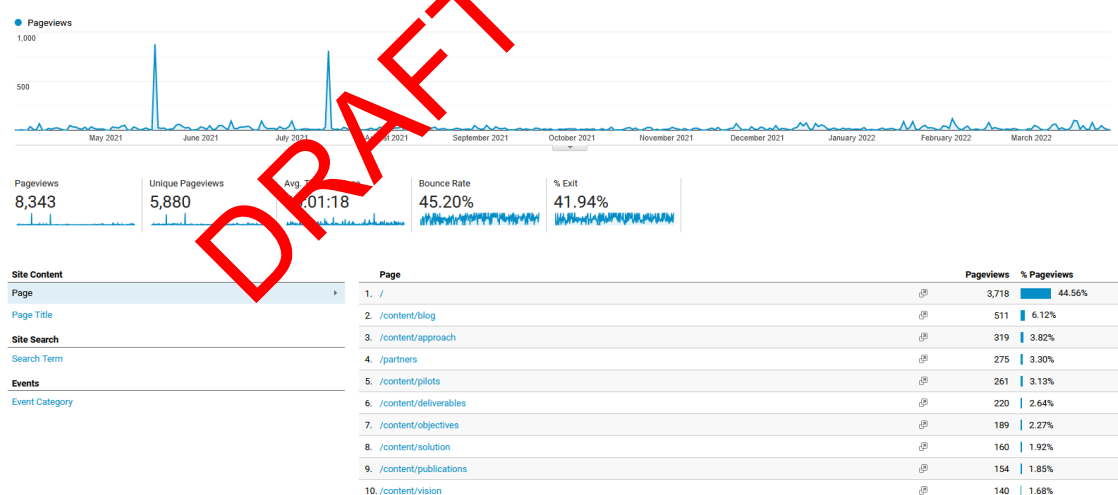 Pageviews
1,000
500
May 2021 June 2021 July 2021 August 2021 September 2021 October 2021 November 2021 December 2021 January 2022 February 2022 March 2022
Pageviews Unique Pageviews Avg. Bounce Rate % Exit
8,343 5,880 :01:18 45.20% 41.94%
DRAFT
Site Content
Page
Page Title
Site Search
Search Term
Events
Event Category
Page Pageviews % Pageviews
1. / 3,718 44.56%
2. /content/blog 511 6.12%
3. /content/approach 319 3.82%
4. /partners 275 3.30%
5. /content/pilots 261 3.13%
6. /content/deliverables 220 2.64%
7. /content/objectives 189 2.27%
8. /content/solution 160 1.92%
9. /content/publications 154 1.85%
10. /content/vision 140 1.68%